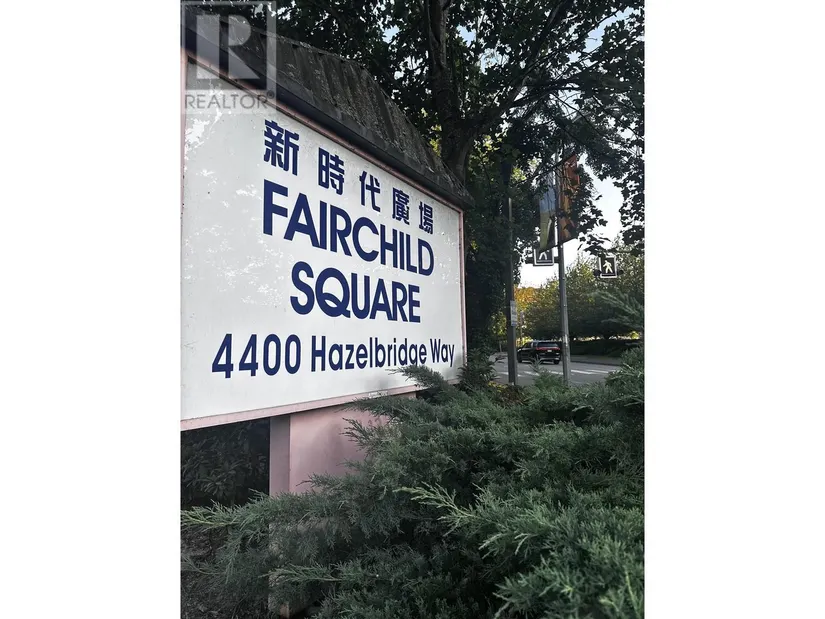 REALTOR
新時代廣場
FAIRCHILD
SQUARE
4400 Hazelbridge Way